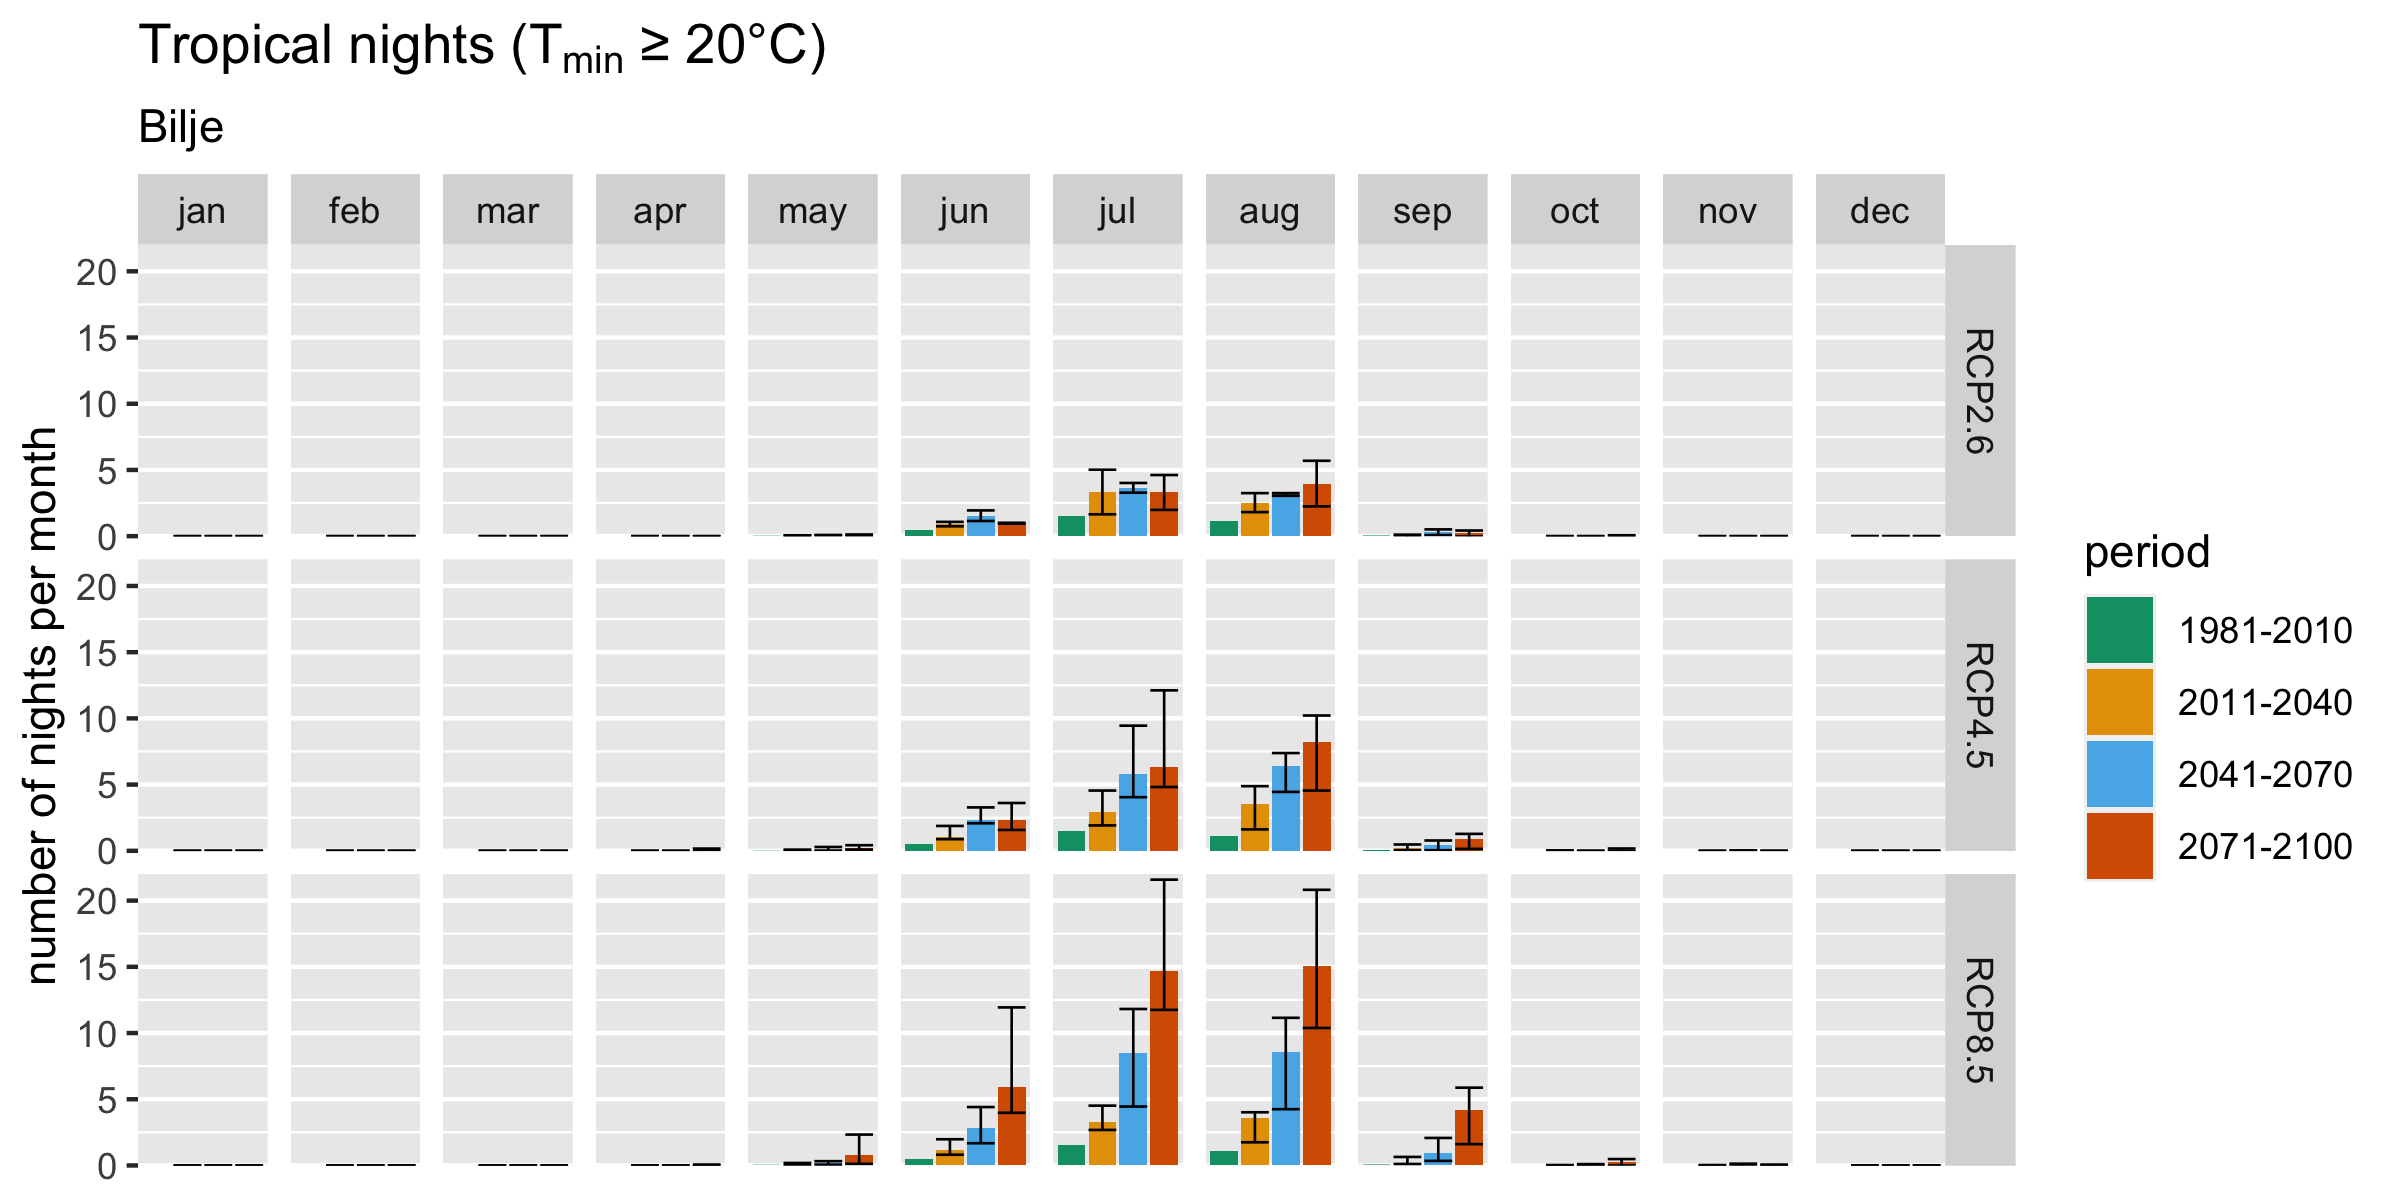 Tropical nights (Tmin ≥ 20°C)
Bilje
jan feb mar apr may jun jul aug sep oct nov dec
number of nights per month
20
15
10
5
0
RCP2.6
20
15
10
5
0
RCP4.5
20
15
10
5
0
RCP8.5
period
1981-2010
2011-2040
2041-2070
2071-2100